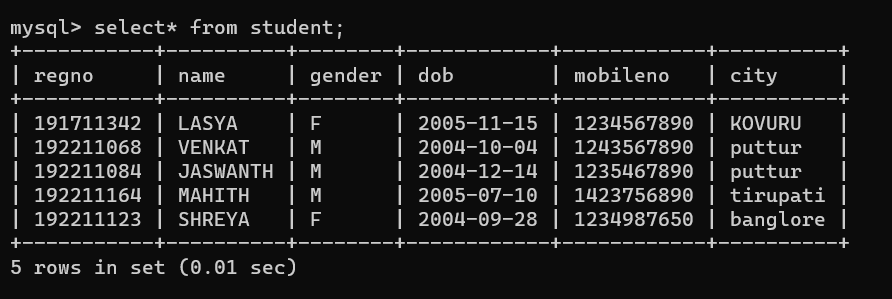 mysql> select* from student;
+-----------+----------+--------+------------+------------+----------+
| regno     | name     | gender | dob        | mobileno   | city     |
+-----------+----------+--------+------------+------------+----------+
| 191711342 | LASYA    | F      | 2005-11-15 | 1234567890 | KOVURU   |
| 192211068 | VENKAT   | M      | 2004-10-04 | 1243567890 | puttur   |
| 192211084 | JASWANTH | M      | 2004-12-14 | 1235467890 | puttur   |
| 192211164 | MAHITH   | M      | 2005-07-10 | 1423756890 | tirupati |
| 192211123 | SHREYA   | F      | 2004-09-28 | 1234987650 | banglore |
+-----------+----------+--------+------------+------------+----------+
5 rows in set (0.01 sec)